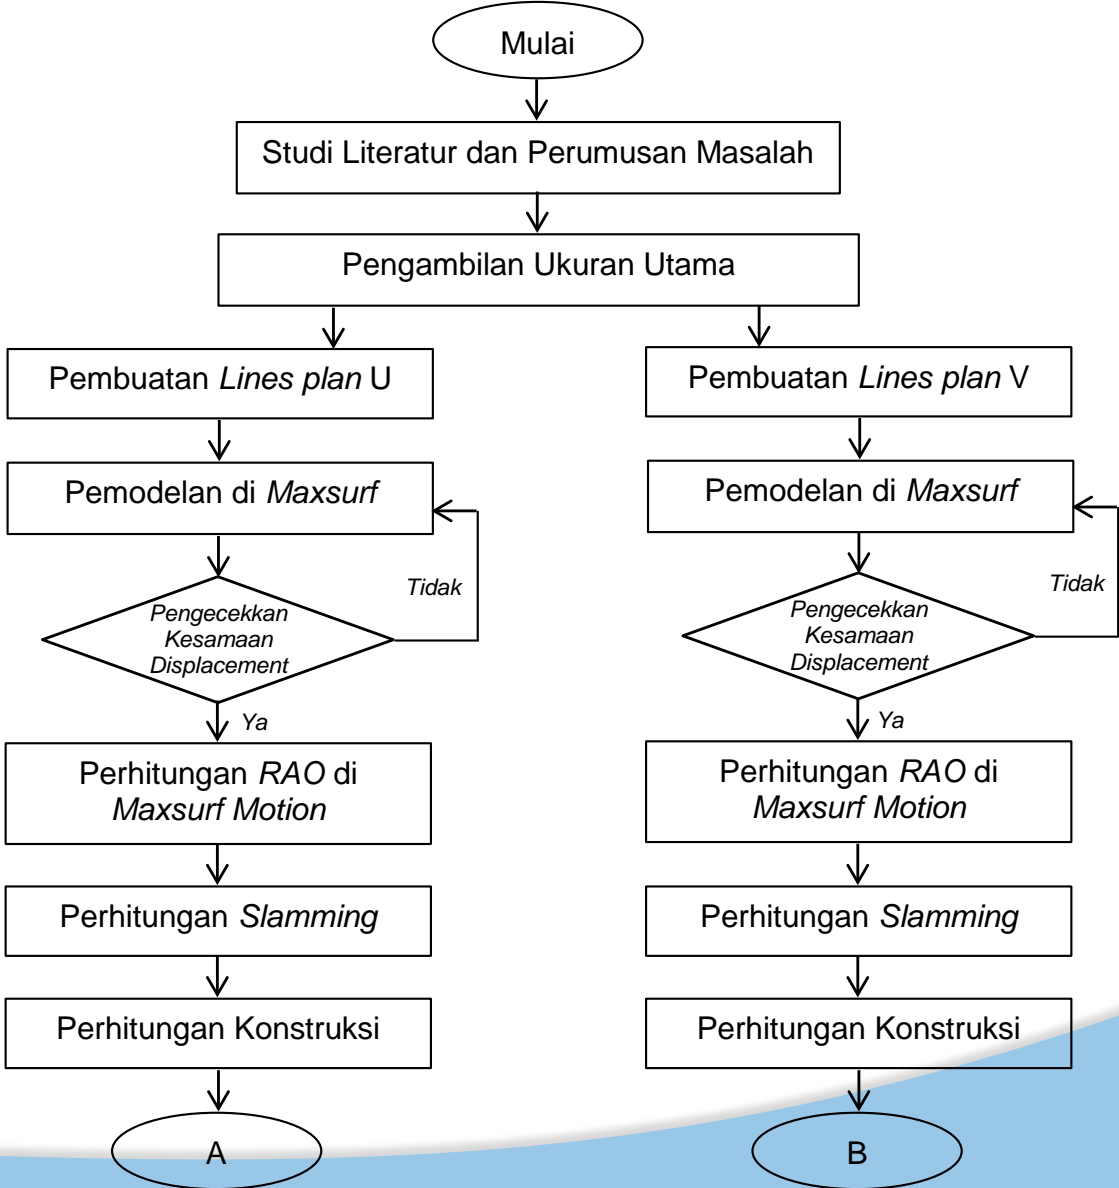 Mulai
Studi Literatur dan Perumusan Masalah
Pengambilan Ukuran Utama
Pembuatan Lines plan U
Pemodelan di Maxsurf
Tidak
Pengecekkan
Kesamaan
Displacement
Ya
Perhitungan RAO di
Maxsurf Motion
Perhitungan Slamming
Perhitungan Konstruksi
A
Pembuatan Lines plan V
Pemodelan di Maxsurf
Tidak
Pengecekkan
Kesamaan
Displacement
Ya
Perhitungan RAO di
Maxsurf Motion
Perhitungan Slamming
Perhitungan Konstruksi
B